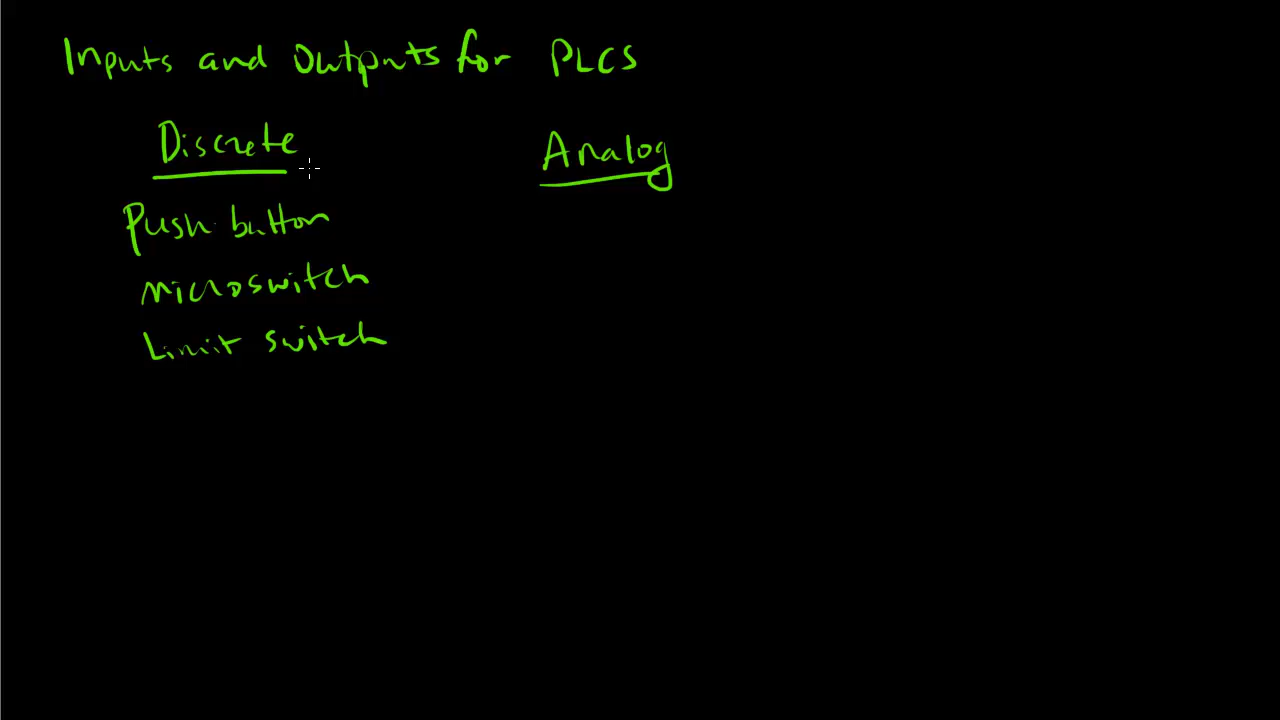 Inputs and Outputs for PLCS
Discrete
Analog
Push button
Microswitch
Limit switch